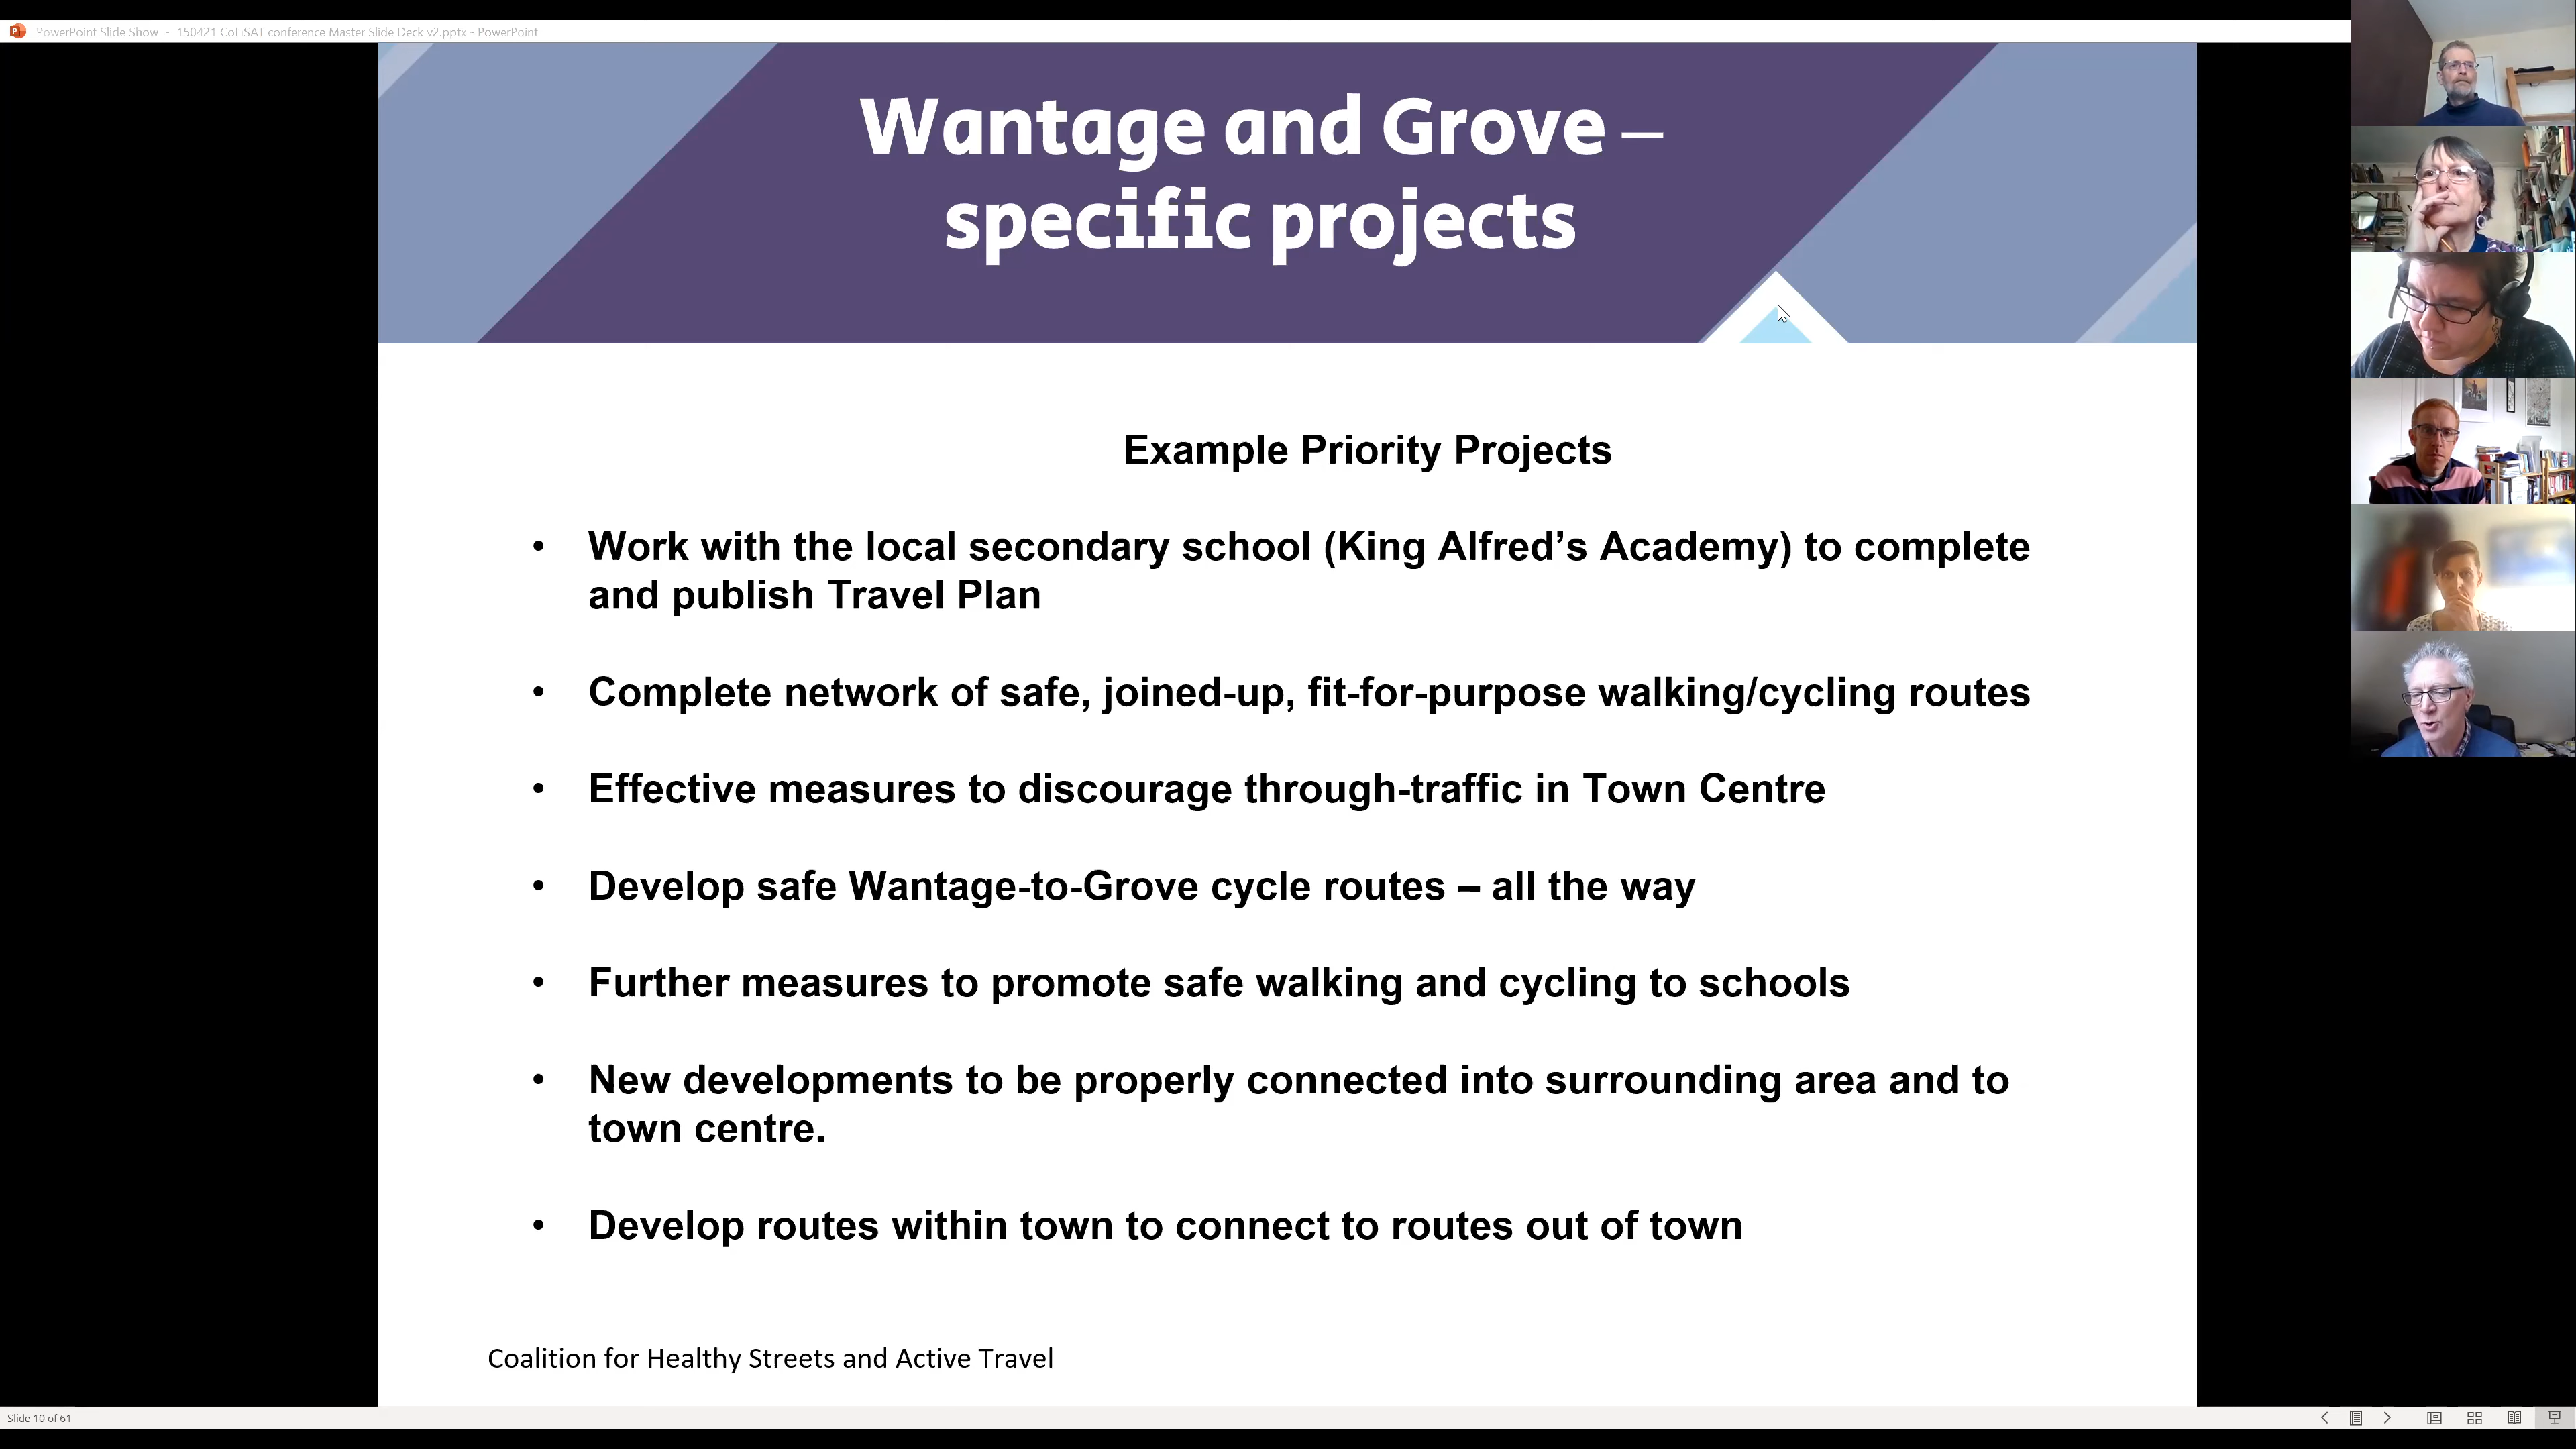 PowerPoint Slide Show - 150421 CoHSAT conference Master Slide Deck v2.pptx - PowerPoint
Wantage and Grove –
specific projects
Example Priority Projects
• Work with the local secondary school (King Alfred’s Academy) to complete
and publish Travel Plan
• Complete network of safe, joined-up, fit-for-purpose walking/cycling routes
• Effective measures to discourage through-traffic in Town Centre
• Develop safe Wantage-to-Grove cycle routes – all the way
• Further measures to promote safe walking and cycling to schools
• New developments to be properly connected into surrounding area and to
town centre.
• Develop routes within town to connect to routes out of town
Coalition for Healthy Streets and Active Travel
Slide 10 of 61